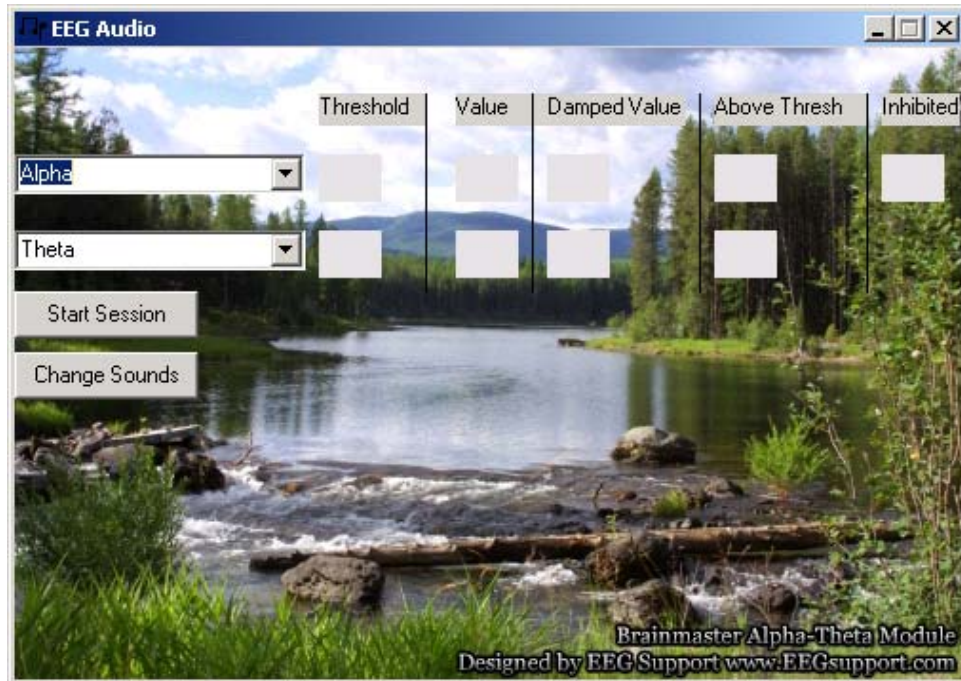 EEG Audio
Threshold Value Damped Value Above Thresh Inhibited
Alpha
Theta
Start Session
Change Sounds
Brainmaster Alpha-Theta Module
Designed by EEG Support www.EEGsupport.com